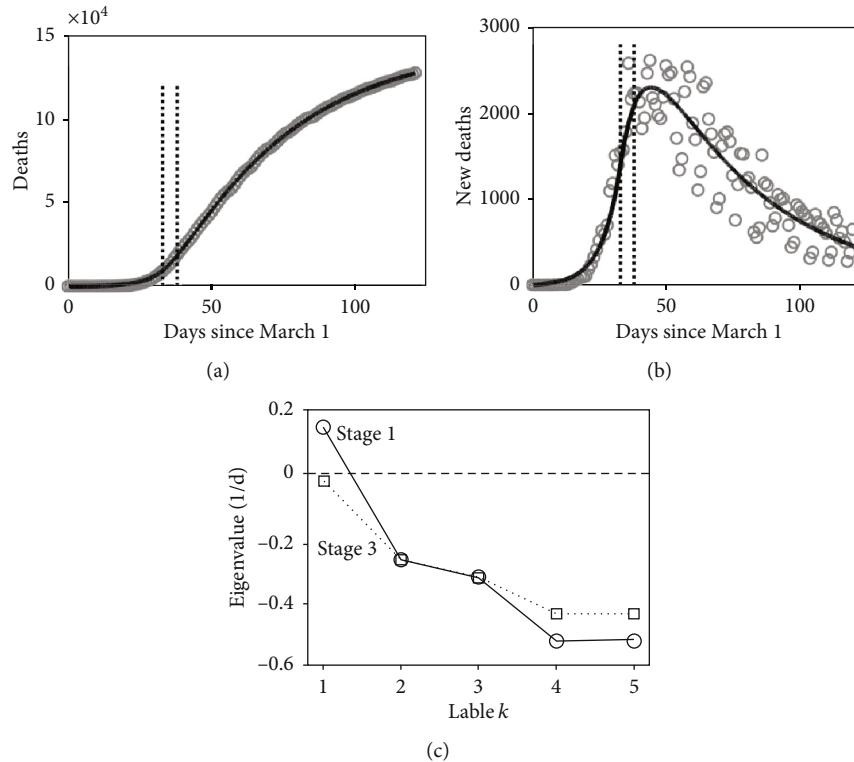 ×10⁴
15
10
5
0
Deaths
0 50 100
Days since March 1
(a)
3000
2000
1000
0
New deaths
0 50 100
Days since March 1
(b)
0.2
0
−0.2
−0.4
−0.6
Eigenvalue (1/d)
Stage 1
Stage 3
1 2 3 4 5
Lable k
(c)